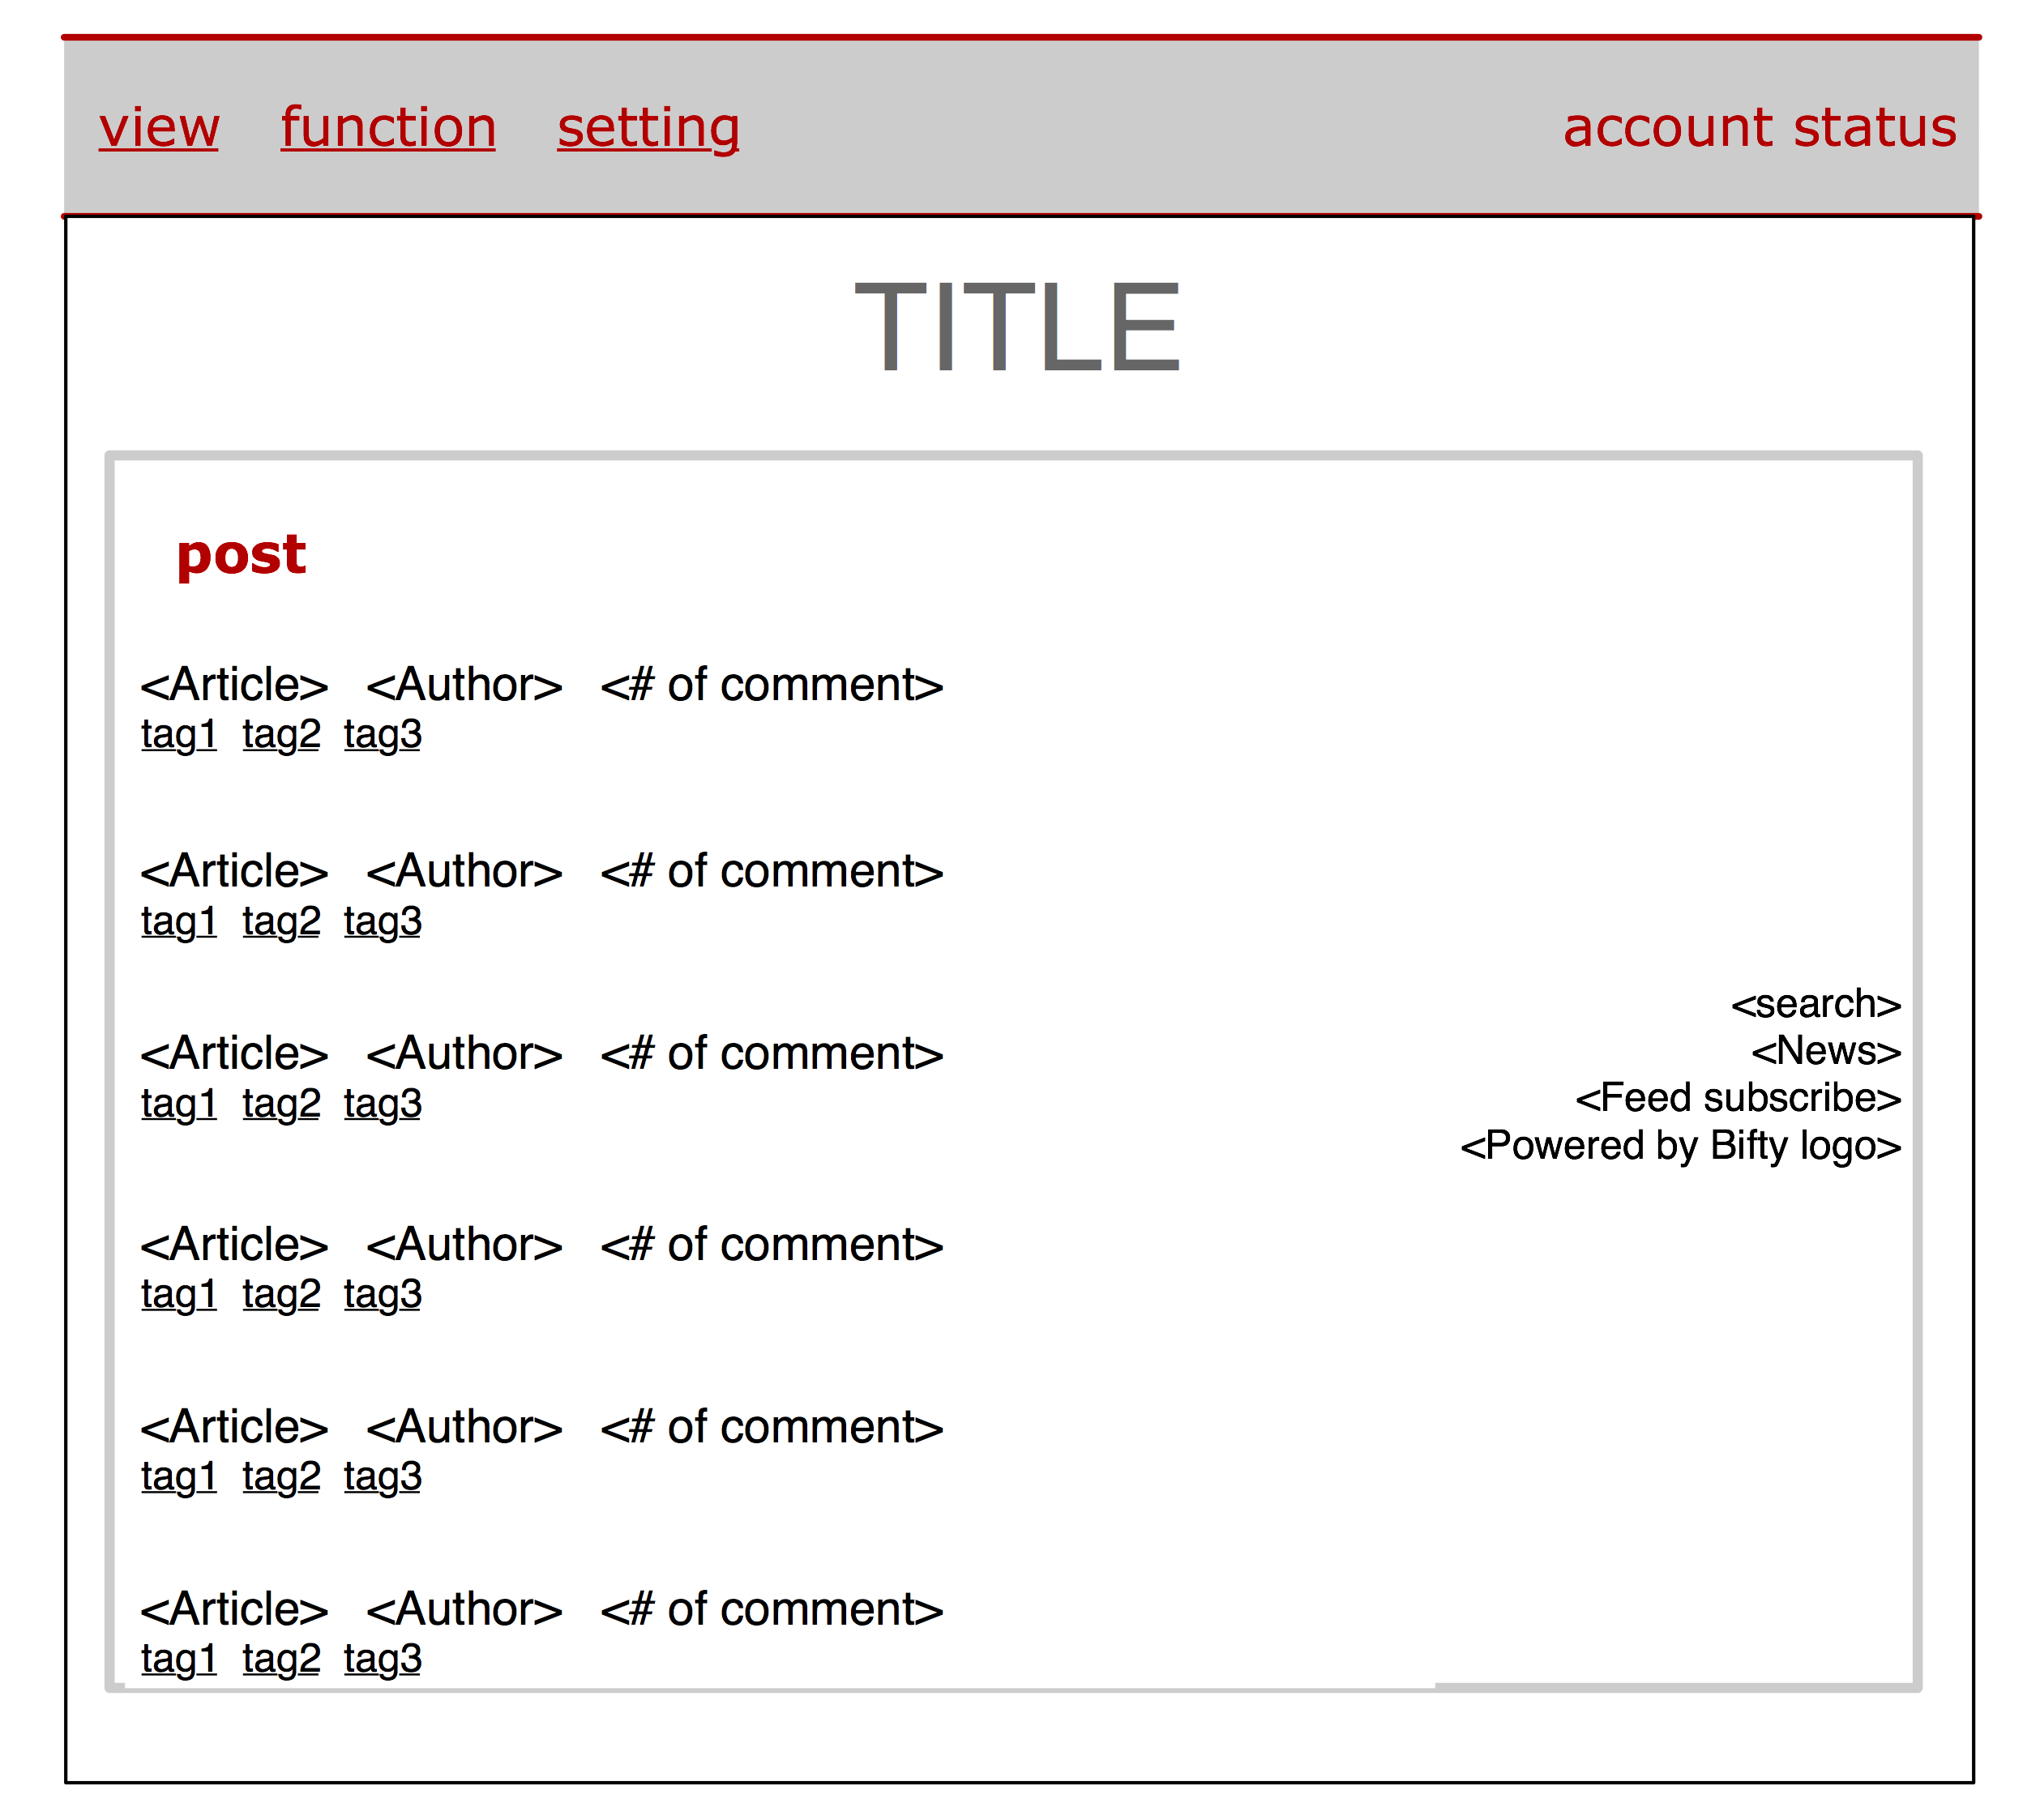 view function setting account status
TITLE
post
<Article> <Author> <# of comment>
tag1 tag2 tag3
<Article> <Author> <# of comment>
tag1 tag2 tag3
<Article> <Author> <# of comment>
tag1 tag2 tag3
<Article> <Author> <# of comment>
tag1 tag2 tag3
<Article> <Author> <# of comment>
tag1 tag2 tag3
<Article> <Author> <# of comment>
tag1 tag2 tag3
<search>
<News>
<Feed subscribe>
<Powered by Bifty logo>